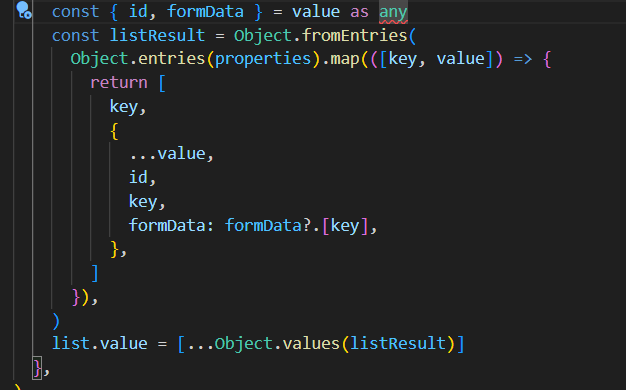 const { id, formData } = value as any
const listResult = Object.fromEntries(
Object.entries(properties).map(([key, value]) => {
return [
key,
{
...value,
id,
key,
formData: formData?.[key],
},
]
}),
)
list.value = [...Object.values(listResult)]
},
)